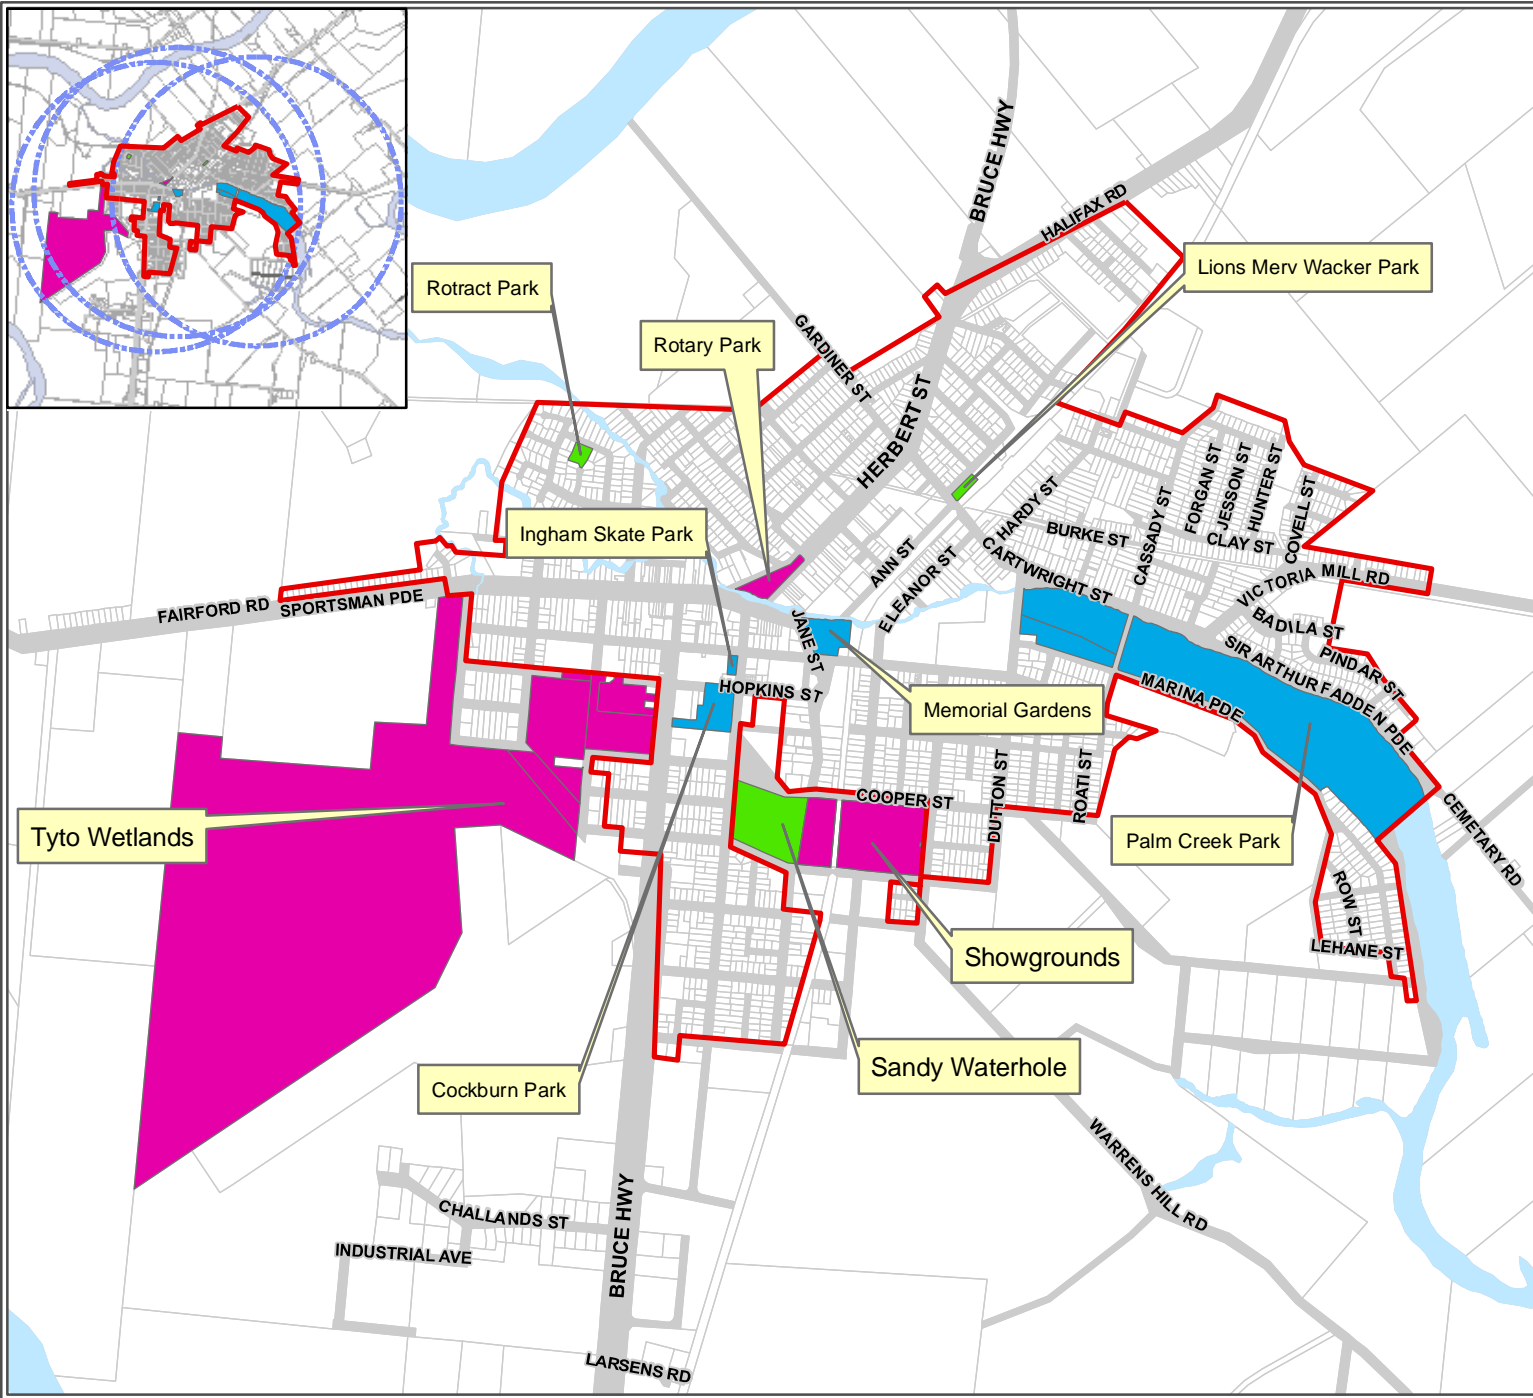 BRUCE HWY
HALIFAX RD
Lions Merv Wacker Park
Rotract Park
Rotary Park
GARDINER ST
HERBERT ST
Ingham Skate Park
C HARDY ST
BURKE ST
CASSADY ST
FORGAN ST
JESSON ST
HUNTER ST
COVELL ST
CLAY ST
ANN ST
ELEANOR ST
CARTWRIGHT ST
VICTORIA MILL RD
BADILA ST
PINDAR ST
SIR ARTHUR FADDEN PDE
FAIRFORD RD
SPORTSMAN PDE
JANE ST
HOPKINS ST
Memorial Gardens
MARINA PDE
COOPER ST
DUTTON ST
ROATI ST
Tyto Wetlands
Palm Creek Park
CEMETARY RD
ROW ST
LEHANE ST
Showgrounds
Sandy Waterhole
Cockburn Park
WARRENS HILL RD
CHALLANDS ST
INDUSTRIAL AVE
BRUCE HWY
LARSENS RD